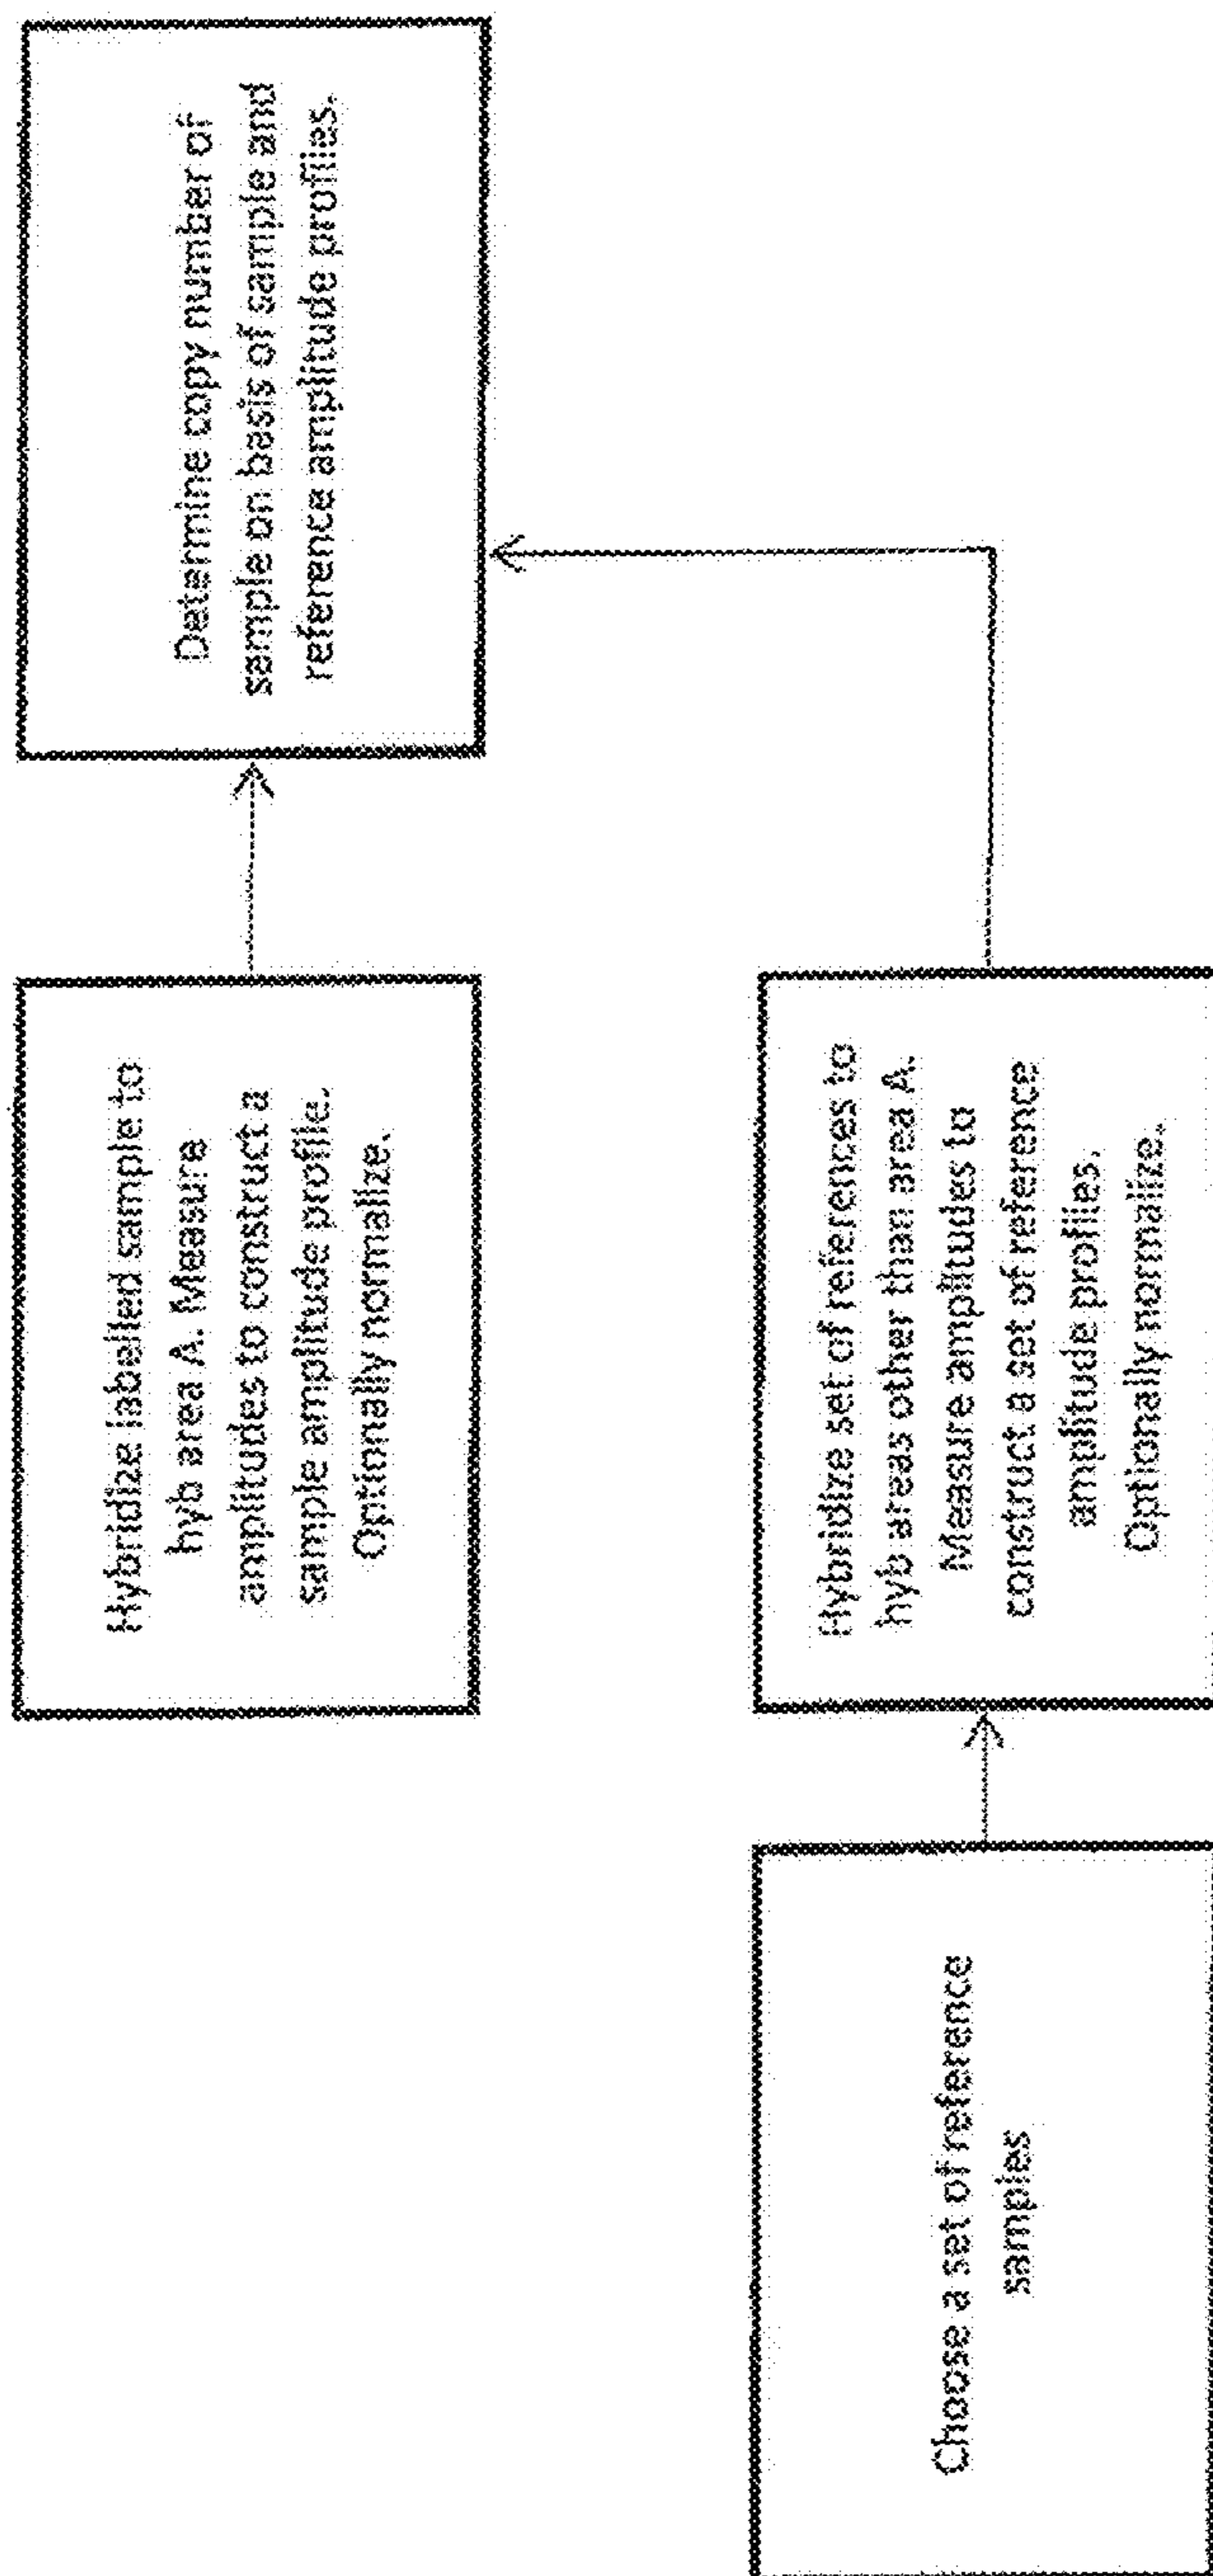 Hybridize labelled sample to
hyb area A. Measure
amplitudes to construct a
sample amplitude profile.
Optionally normalize.
Determine copy number of
sample on basis of sample and
reference amplitude profiles.
Choose a set of reference
samples
Hybridize set of references to
hyb areas other than area A.
Measure amplitudes to
construct a set of reference
amplitude profiles.
Optionally normalize.